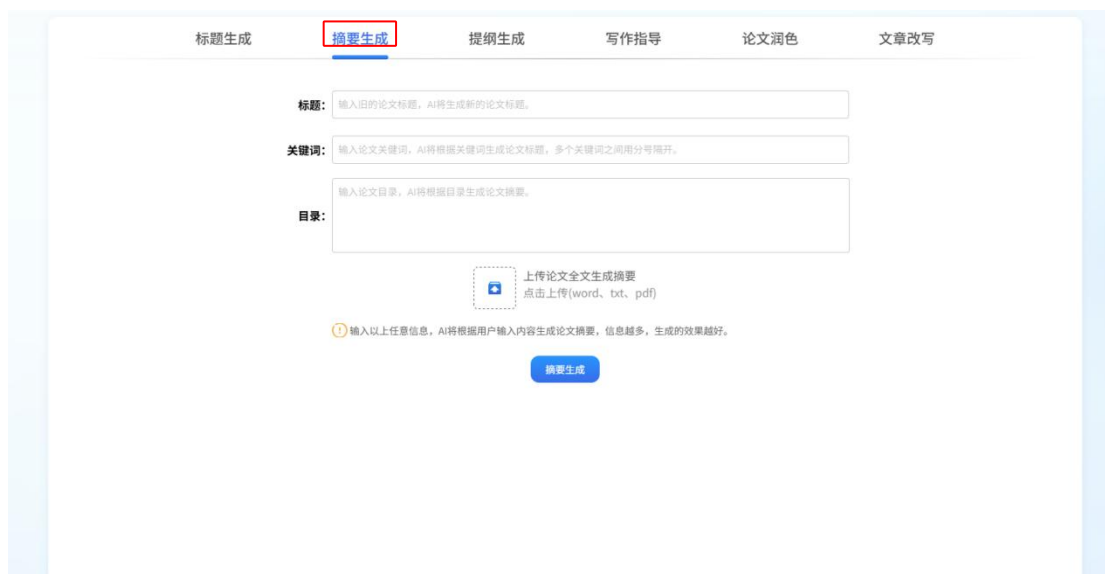 标题生成 摘要生成 提纲生成 写作指导 论文润色 文章改写
标题： 输入旧的论文标题，AI将生成新的论文标题。
关键词： 输入论文关键词，AI将根据关键词生成论文标题，多个关键词之间用分号隔开。
输入论文目录，AI将根据目录生成论文摘要。
目录：
上传论文全文生成摘要
点击上传(word、txt、pdf)
输入以上任意信息，AI将根据用户输入内容生成论文摘要，信息越多，生成的效果越好。
摘要生成